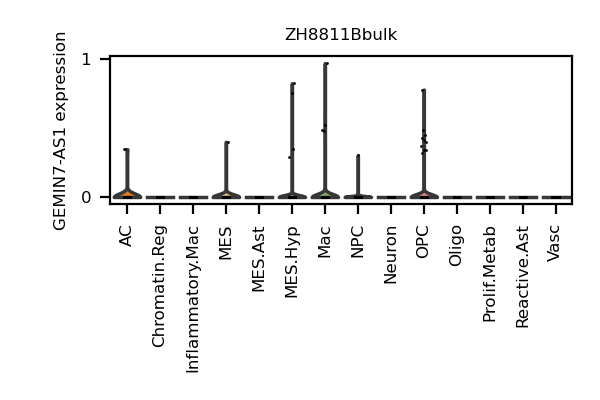 ZH8811Bbulk
GEMIN7-AS1 expression
1
0
AC
Chromatin.Reg
Inflammatory.Mac
MES
MES.Ast
MES.Hyp
Mac
NPC
Neuron
OPC
Oligo
Prolif.Metab
Reactive.Ast
Vasc